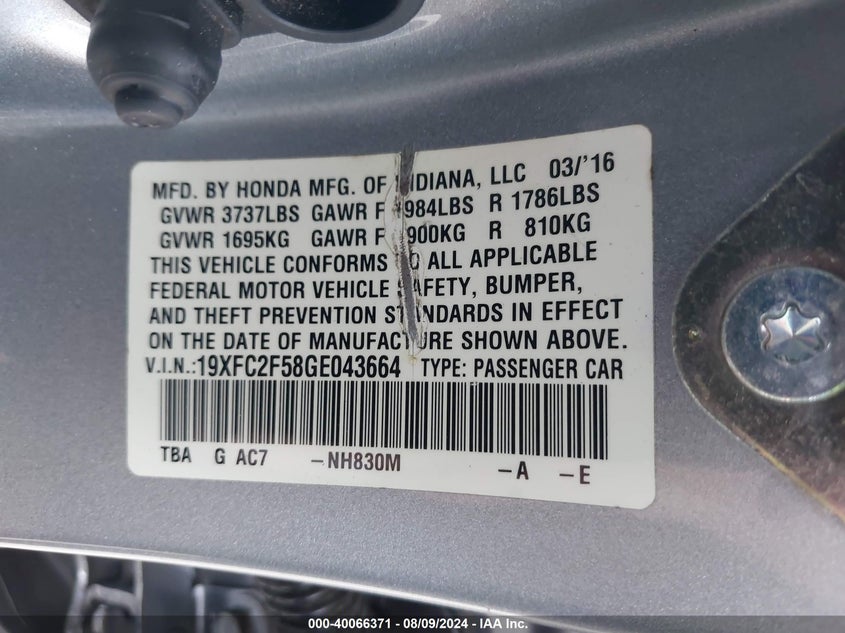 MFD. BY HONDA MFG. OF INDIANA, LLC 03/'16
GVWR 3737LBS GAWR F 1984LBS R 1786LBS
GVWR 1695KG GAWR F 900KG R 810KG
THIS VEHICLE CONFORMS TO ALL APPLICABLE
FEDERAL MOTOR VEHICLE SAFETY, BUMPER,
AND THEFT PREVENTION STANDARDS IN EFFECT
ON THE DATE OF MANUFACTURE SHOWN ABOVE.
V.I.N.:19XFC2F58GE043664 TYPE: PASSENGER CAR
TBA G AC7 -NH830M -A -E
000-40066371 - 08/09/2024 - IAA Inc.